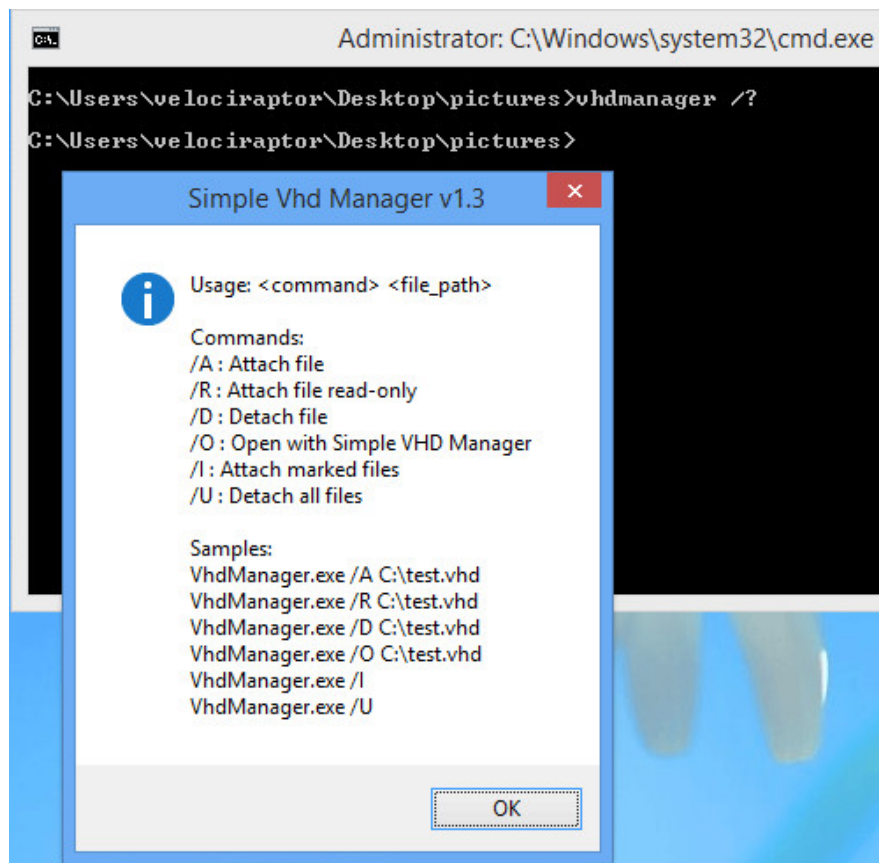 Administrator: C:\Windows\system32\cmd.exe
C:\Users\velociraptor\Desktop\pictures>vhdmanager /?
C:\Users\velociraptor\Desktop\pictures>
Simple Vhd Manager v1.3
Usage: <command> <file_path>
Commands:
/A : Attach file
/R : Attach file read-only
/D : Detach file
/O : Open with Simple VHD Manager
/I : Attach marked files
/U : Detach all files
Samples:
VhdManager.exe /A C:\test.vhd
VhdManager.exe /R C:\test.vhd
VhdManager.exe /D C:\test.vhd
VhdManager.exe /O C:\test.vhd
VhdManager.exe /I
VhdManager.exe /U
OK